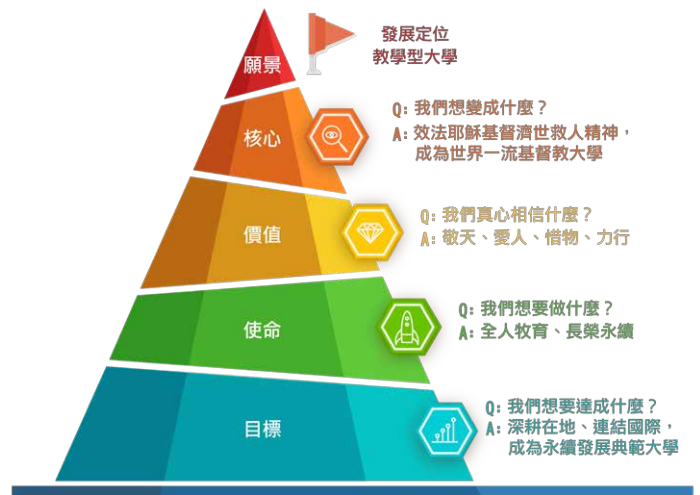 願景
發展定位
教學型大學
核心
Q: 我們想變成什麼？
A: 效法耶穌基督濟世救人精神，
成為世界一流基督教大學
價值
Q: 我們真心相信什麼？
A: 敬天、愛人、惜物、力行
使命
Q: 我們想要做什麼？
A: 全人牧育、長榮永續
目標
Q: 我們想要達成什麼？
A: 深耕在地、連結國際，
成為永續發展典範大學